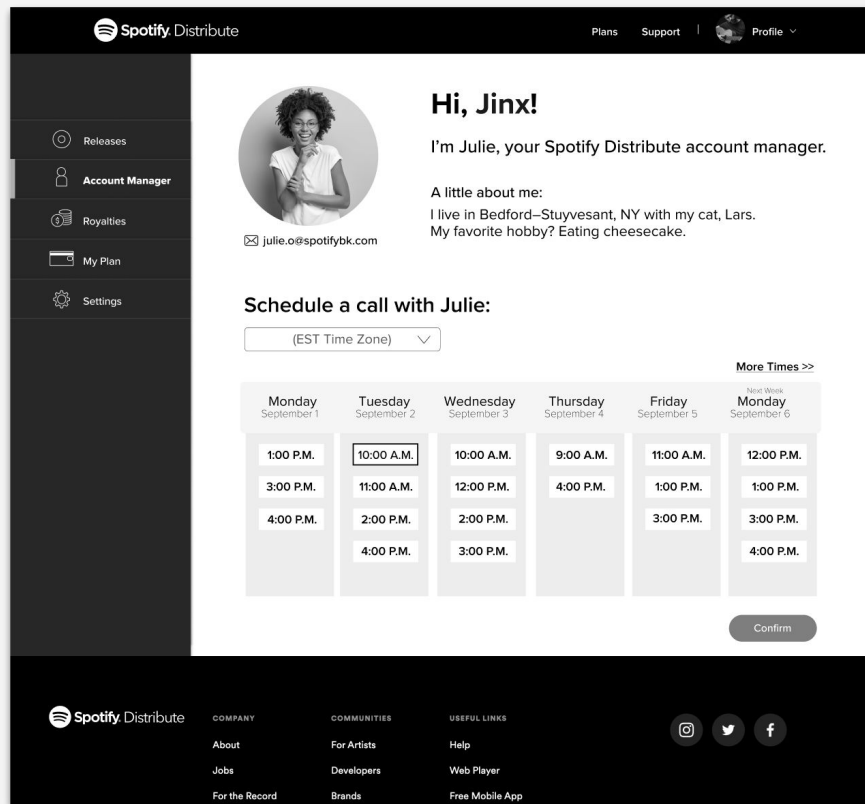 Spotify. Distribute
Plans Support | Profile
Releases
Account Manager
Royalties
My Plan
Settings
Hi, Jinx!
I'm Julie, your Spotify Distribute account manager.
A little about me:
I live in Bedford–Stuyvesant, NY with my cat, Lars.
My favorite hobby? Eating cheesecake.
julie.o@spotifybk.com
Schedule a call with Julie:
(EST Time Zone)
More Times >>
Next Week
Monday Tuesday Wednesday Thursday Friday Monday
September 1 September 2 September 3 September 4 September 5 September 6
1:00 P.M. 10:00 A.M. 10:00 A.M. 9:00 A.M. 11:00 A.M. 12:00 P.M.
3:00 P.M. 11:00 A.M. 12:00 P.M. 4:00 P.M. 1:00 P.M. 1:00 P.M.
4:00 P.M. 2:00 P.M. 2:00 P.M. 3:00 P.M. 3:00 P.M.
4:00 P.M. 3:00 P.M. 4:00 P.M.
Confirm
Spotify. Distribute
COMPANY COMMUNITIES USEFUL LINKS
About For Artists Help
Jobs Developers Web Player
For the Record Brands Free Mobile App